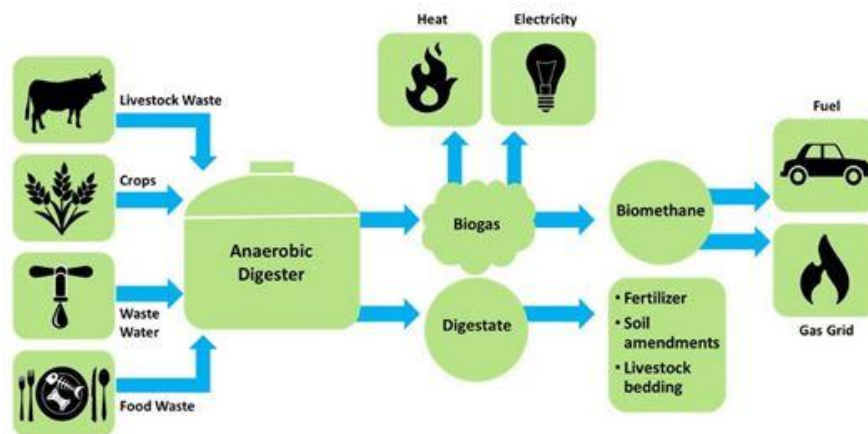 Heat
Electricity
Livestock Waste
Fuel
Crops
Anaerobic
Digester
Biogas
Biomethane
Waste
Water
Digestate
• Fertilizer
• Soil
amendments
• Livestock
bedding
Gas Grid
Food Waste